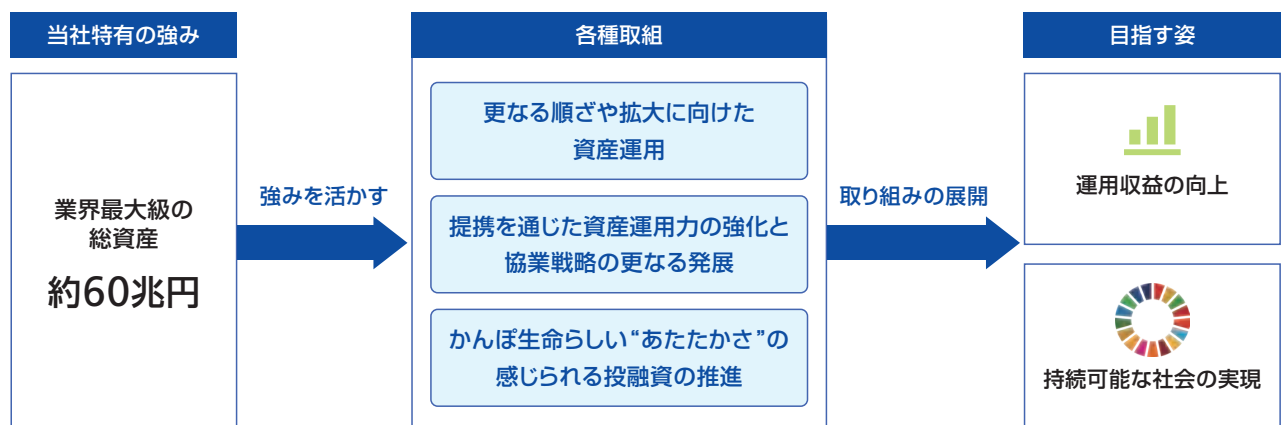 当社特有の強み
業界最大級の
総資産
約60兆円
強みを活かす
各種取組
更なる順ざや拡大に向けた
資産運用
提携を通じた資産運用力の強化と
協業戦略の更なる発展
かんぽ生命らしい“あたたかさ”の
感じられる投融資の推進
取り組みの展開
目指す姿
運用収益の向上
持続可能な社会の実現